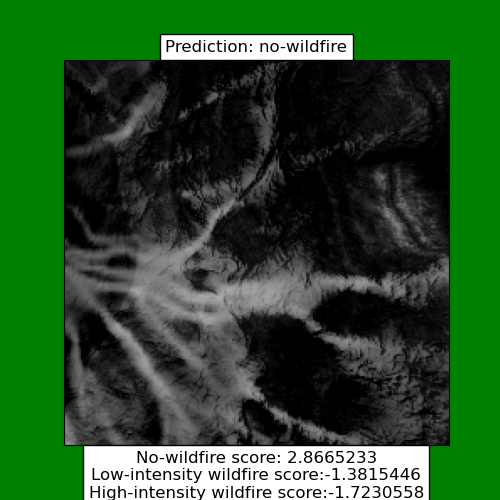 Prediction: no-wildfire
No-wildfire score: 2.8665233
Low-intensity wildfire score:-1.3815446
High-intensity wildfire score:-1.7230558